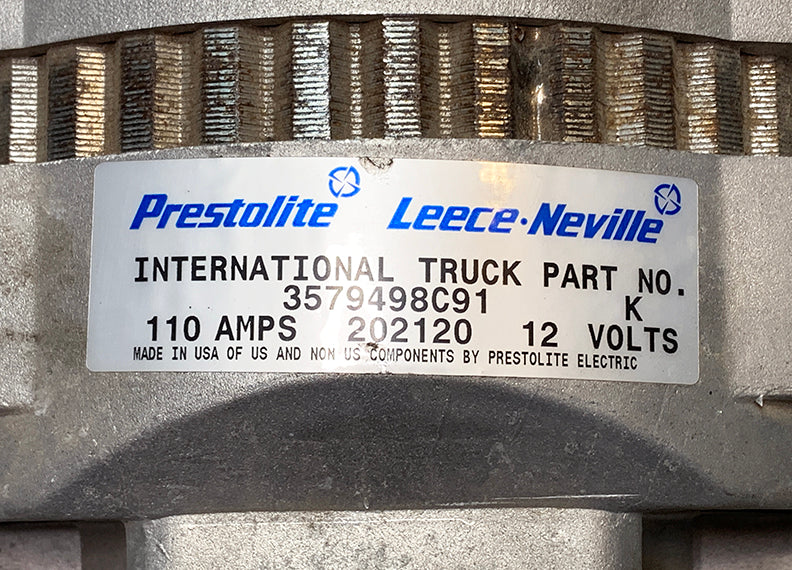 Prestolite Leece·Neville
INTERNATIONAL TRUCK PART NO.
3579498C91 K
110 AMPS 202120 12 VOLTS
MADE IN USA OF US AND NON US COMPONENTS BY PRESTOLITE ELECTRIC